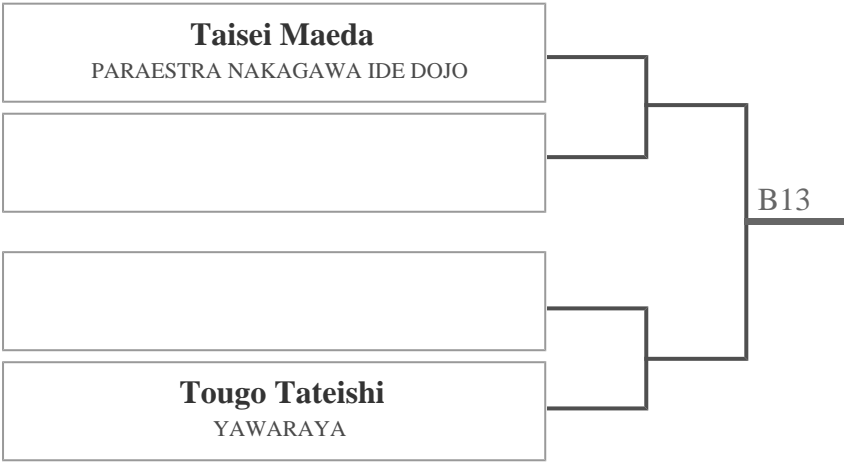 Taisei Maeda
PARAESTRA NAKAGAWA IDE DOJO
B13
Tougo Tateishi
YAWARAYA